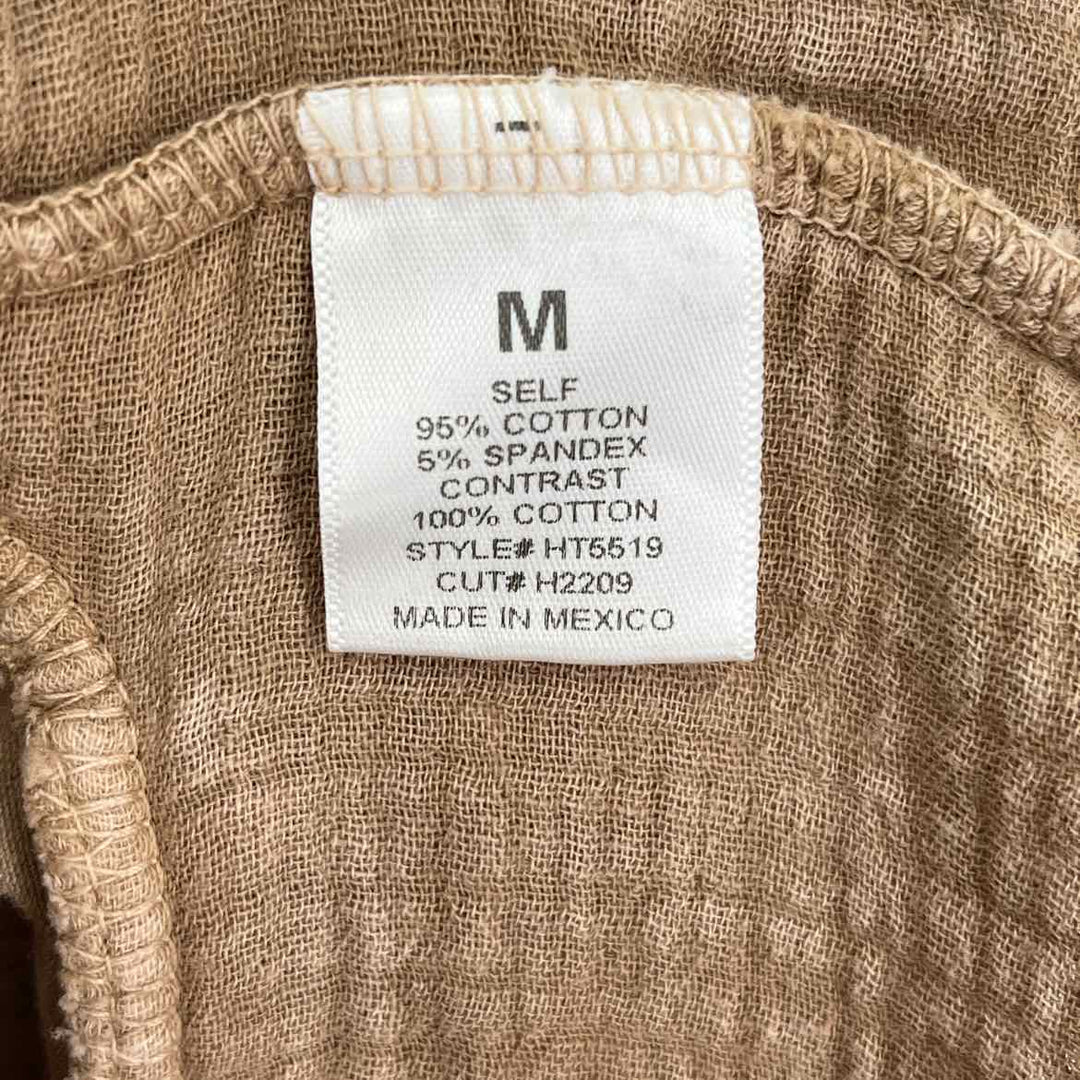 M
SELF
95% COTTON
5% SPANDEX
CONTRAST
100% COTTON
STYLE# HT5519
CUT# H2209
MADE IN MEXICO